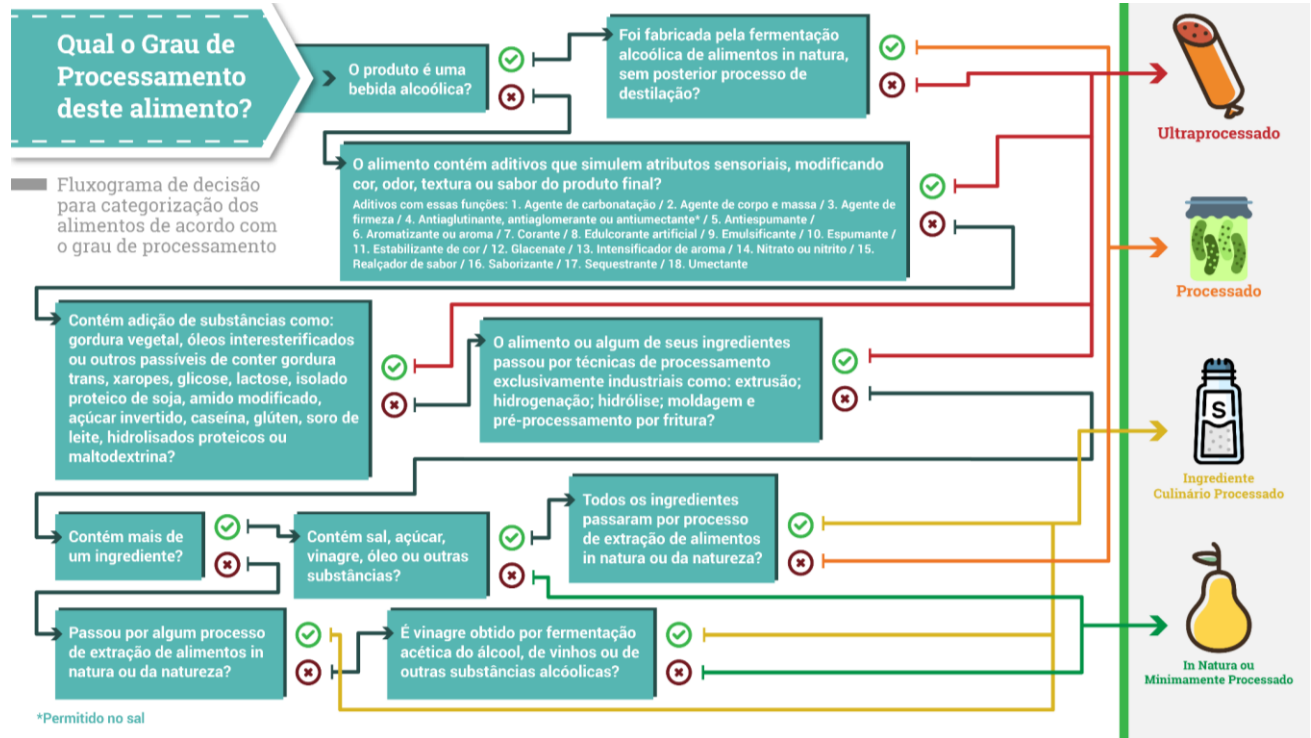 Qual o Grau de
Processamento
deste alimento?
Fluxograma de decisão
para categorização dos
alimentos de acordo com
o grau de processamento
O produto é uma
bebida alcoólica?
Foi fabricada pela fermentação
alcoólica de alimentos in natura,
sem posterior processo de
destilação?
O alimento contém aditivos que simulem atributos sensoriais, modificando
cor, odor, textura ou sabor do produto final?
Aditivos com essas funções: 1. Agente de carbonatação / 2. Agente de corpo e massa / 3. Agente de
firmeza / 4. Antiaglutinante, antiaglomerante ou antiumectante* / 5. Antiespumante /
6. Aromatizante ou aroma / 7. Corante / 8. Edulcorante artificial / 9. Emulsificante / 10. Espumante /
11. Estabilizante de cor / 12. Glacenate / 13. Intensificador de aroma / 14. Nitrato ou nitrito / 15.
Realçador de sabor / 16. Saborizante / 17. Sequestrante / 18. Umectante
Contém adição de substâncias como:
gordura vegetal, óleos interesterificados
ou outros passíveis de conter gordura
trans, xaropes, glicose, lactose, isolado
proteico de soja, amido modificado,
açúcar invertido, caseína, glúten, soro de
leite, hidrolisados proteicos ou
maltodextrina?
O alimento ou algum de seus ingredientes
passou por técnicas de processamento
exclusivamente industriais como: extrusão;
hidrogenação; hidrólise; moldagem e
pré-processamento por fritura?
Contém mais de
um ingrediente?
Contém sal, açúcar,
vinagre, óleo ou outras
substâncias?
Todos os ingredientes
passaram por processo
de extração de alimentos
in natura ou da natureza?
Passou por algum processo
de extração de alimentos in
natura ou da natureza?
É vinagre obtido por fermentação
acética do álcool, de vinhos ou de
outras substâncias alcóolicas?
*Permitido no sal
Ultraprocessado
Processado
S
Ingrediente
Culinário Processado
In Natura ou
Minimamente Processado